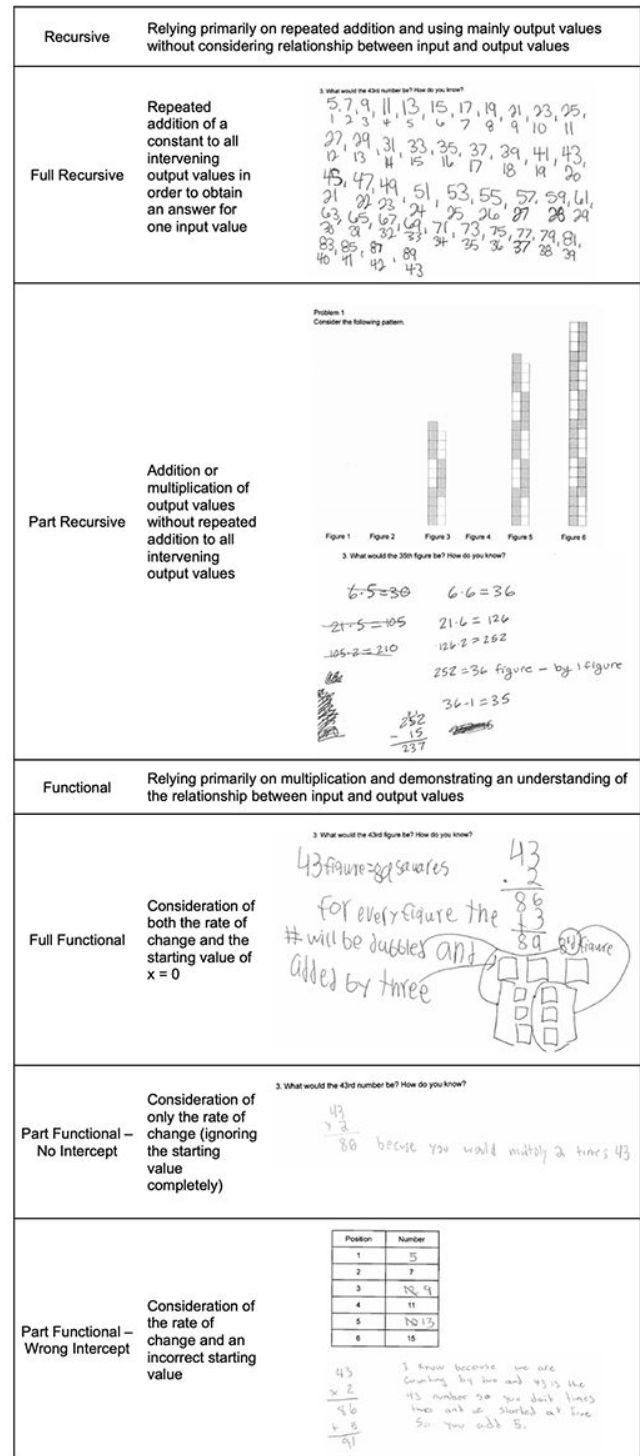 Recursive
Relying primarily on repeated addition and using mainly output values
without considering relationship between input and output values
Full Recursive
Repeated
addition of a
constant to all
intervening
output values in
order to obtain
an answer for
one input value
3. What would the 43rd number be? How do you know?
5, 7, 9, 11, 13, 15, 17, 19, 21, 23, 25,
1 2 3 4 5 6 7 8 9 10 11
27, 29, 31, 33, 35, 37, 39, 41, 43,
12 13 14 15 16 17 18 19 20
45, 47, 49, 51, 53, 55, 57, 59, 61,
21 22 23 24 25 26 27 28 29
63, 65, 67, 69, 71, 73, 75, 77, 79, 81,
30 31 32 33 34 35 36 37 38 39
83, 85, 87, 89
40 41 42 43
Part Recursive
Addition or
multiplication of
output values
without repeated
addition to all
intervening
output values
Problem 1
Consider the following pattern.
Figure 1 Figure 2 Figure 3 Figure 4 Figure 5 Figure 6
3. What would the 35th figure be? How do you know?
6·5=30 6·6=36
21·5=105 21·6=126
105·2=210 126·2=252
252=36 figure - by 1 figure
36-1=35
252
- 15
237
Functional
Relying primarily on multiplication and demonstrating an understanding of
the relationship between input and output values
Full Functional
Consideration of
both the rate of
change and the
starting value of
x = 0
3. What would the 43rd figure be? How do you know?
43 figure=89 squares
43
· 2
86
+ 3
89
for every figure the
# will be dubbled and
added by three
figure
Part Functional –
No Intercept
Consideration of
only the rate of
change (ignoring
the starting
value
completely)
3. What would the 43rd number be? How do you know?
43
x 2
86 becuse you would multoly 2 times 43
Part Functional –
Wrong Intercept
Consideration of
the rate of
change and an
incorrect starting
value
Position Number
1 5
2 7
3 9
4 11
5 13
6 15
43
x 2
86
+ 5
91
I know because we are
counting by two and 43 is the
43 number so you doit times
two and we started at five
so you add 5.